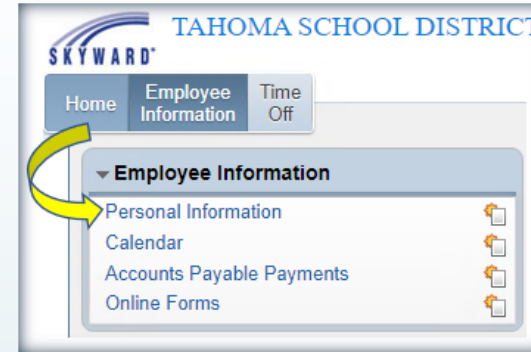 TAHOMA SCHOOL DISTRICT
SKYWARD®
Home
Employee Information
Time Off
Employee Information
Personal Information
Calendar
Accounts Payable Payments
Online Forms